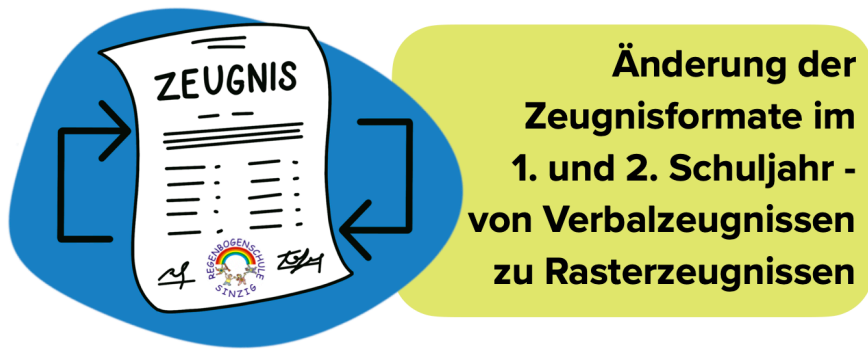 ZEUGNIS
REGENBOGENSCHULE
SINZIG
Änderung der
Zeugnisformate im
1. und 2. Schuljahr -
von Verbalzeugnissen
zu Rasterzeugnissen